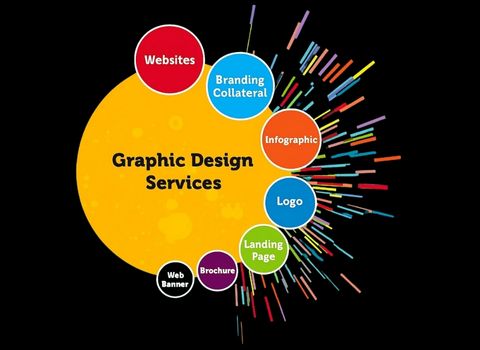 Websites
Branding
Collateral
Infographic
Graphic Design
Services
Logo
Landing
Page
Brochure
Web
Banner